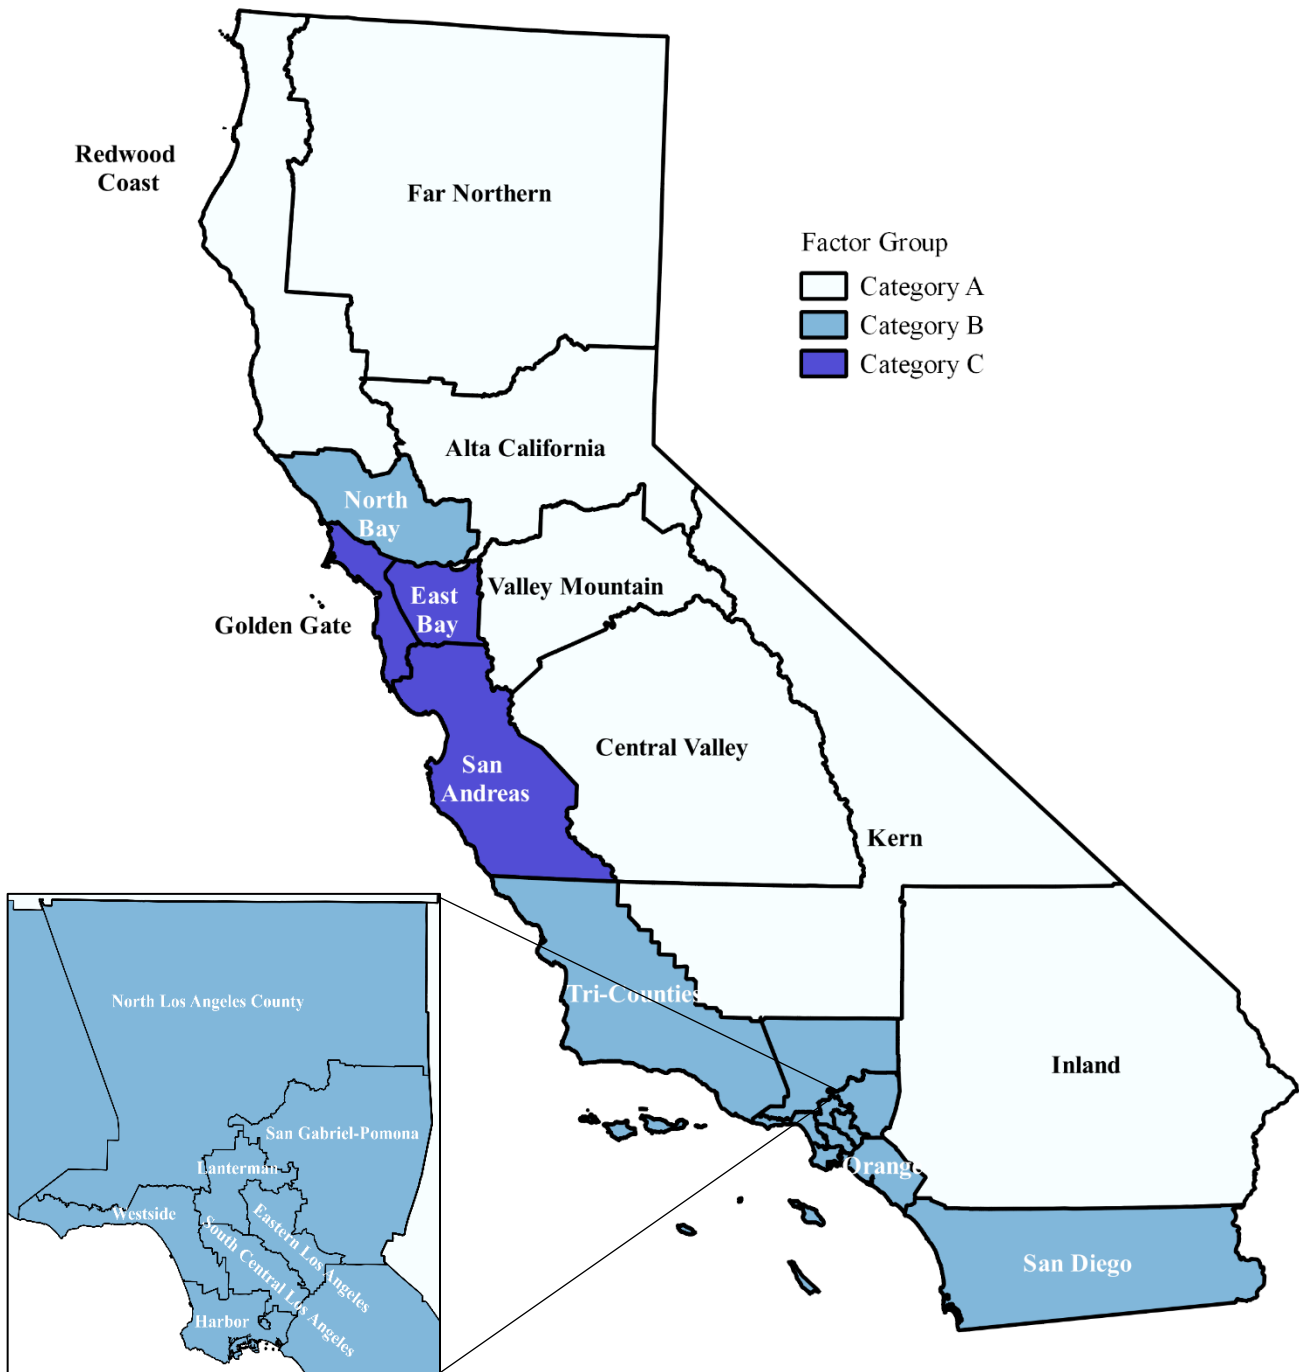 Redwood
Coast
Far Northern
Factor Group
Category A
Category B
Category C
Alta California
North
Bay
East
Bay
Valley Mountain
Golden Gate
Central Valley
San
Andreas
Kern
Tri-Counties
Inland
Orange
San Diego
North Los Angeles County
San Gabriel-Pomona
Lanterman
Westside
Eastern Los Angeles
South Central Los Angeles
Harbor